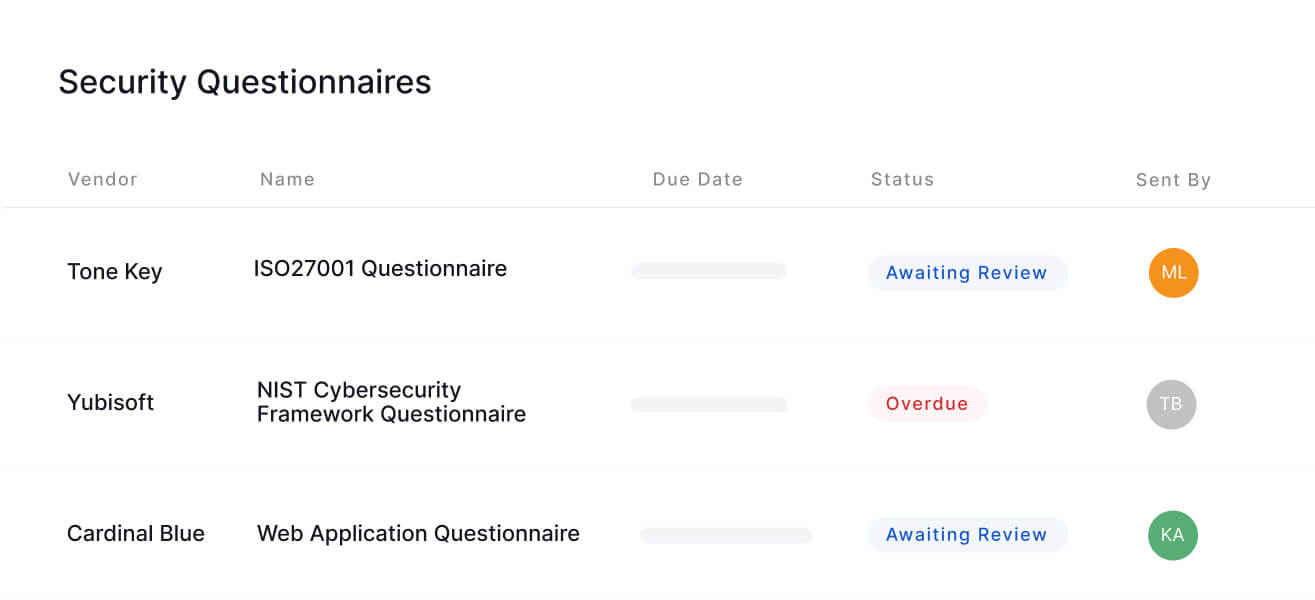 Security Questionnaires
Vendor Name Due Date Status Sent By
Tone Key ISO27001 Questionnaire Awaiting Review ML
Yubisoft NIST Cybersecurity
Framework Questionnaire Overdue TB
Cardinal Blue Web Application Questionnaire Awaiting Review KA